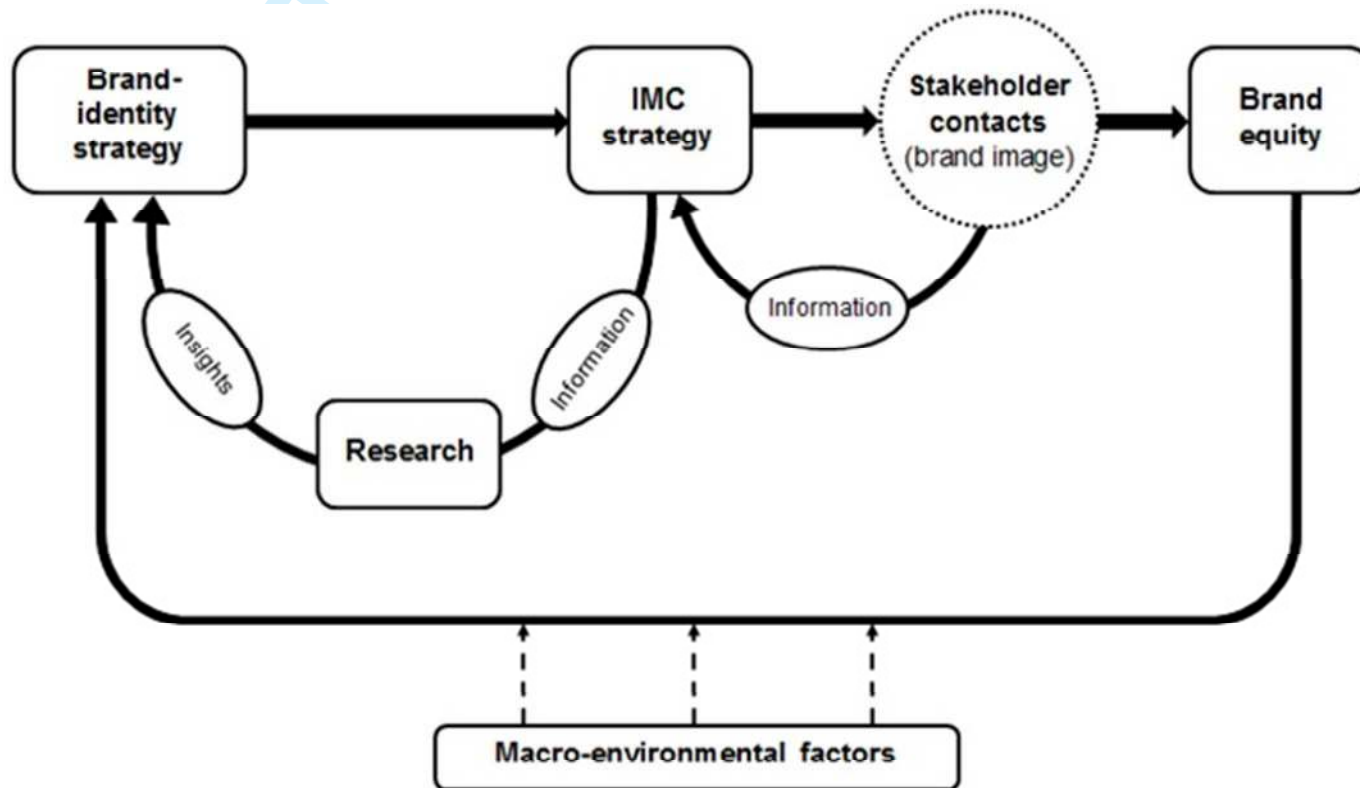 Brand-
identity
strategy
IMC
strategy
Stakeholder
contacts
(brand image)
Brand
equity
Insights
Information
Information
Research
Macro-environmental factors